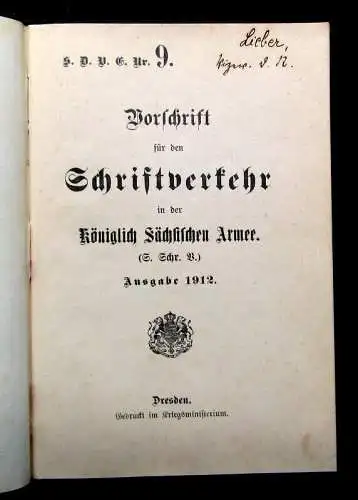 S. D. V. E. Nr. 9.
Lieber,
Vorschrift
für den
Schriftverkehr
in der
Königlich Sächsischen Armee.
(S. Schr. V.)
Ausgabe 1912.
Dresden.
Gedruckt im Kriegsministerium.